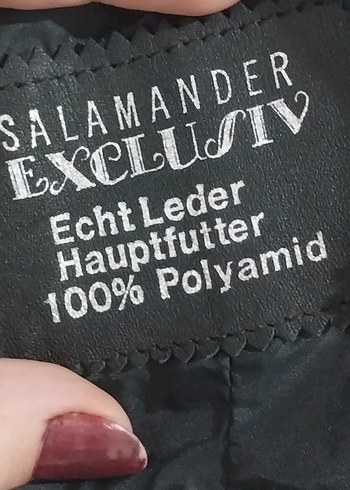 SALAMANDER
EXCLUSIV
Echt Leder
Hauptfutter
100% Polyamid